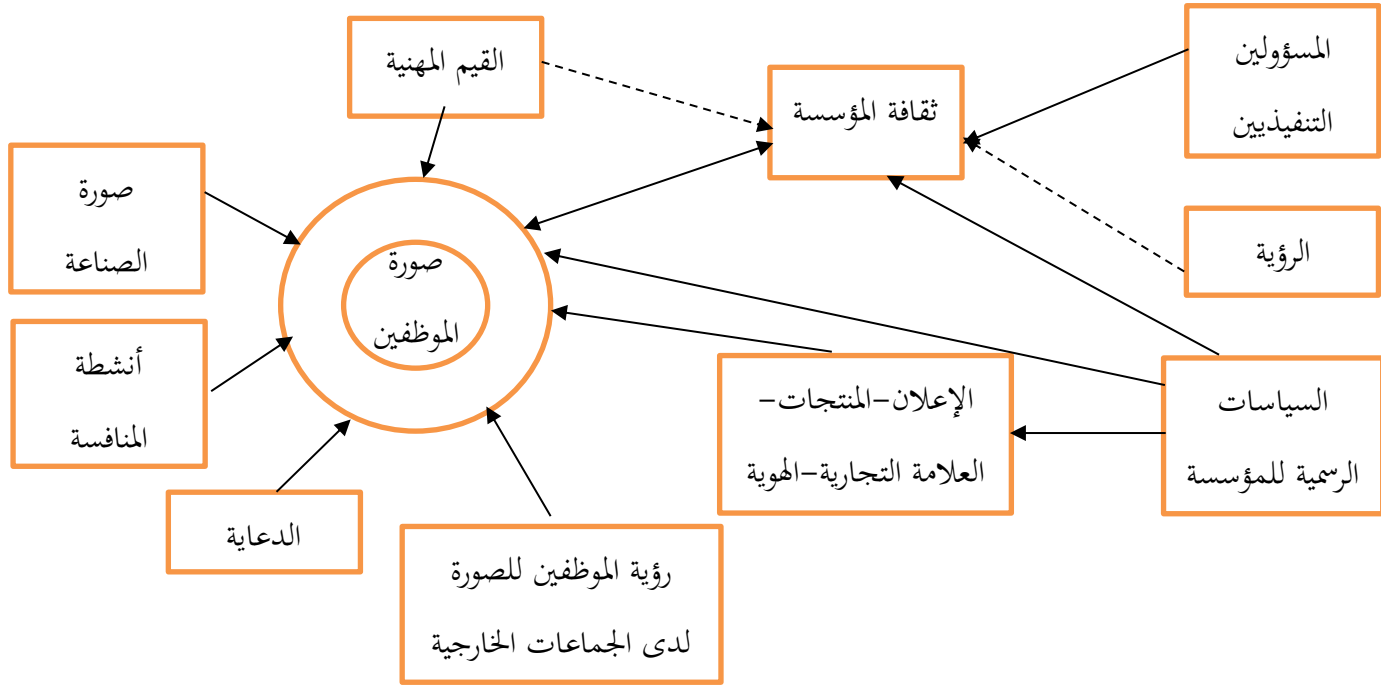 القيم المهنية
ثقافة المؤسسة
المسؤولين
التنفيذيين
الرؤية
صورة
الصناعة
صورة
الموظفين
أنشطة
المنافسة
الإعلان-المنتجات-
العلامة التجارية-الهوية
السياسات
الرسمية للمؤسسة
الدعاية
رؤية الموظفين للصورة
لدى الجماعات الخارجية